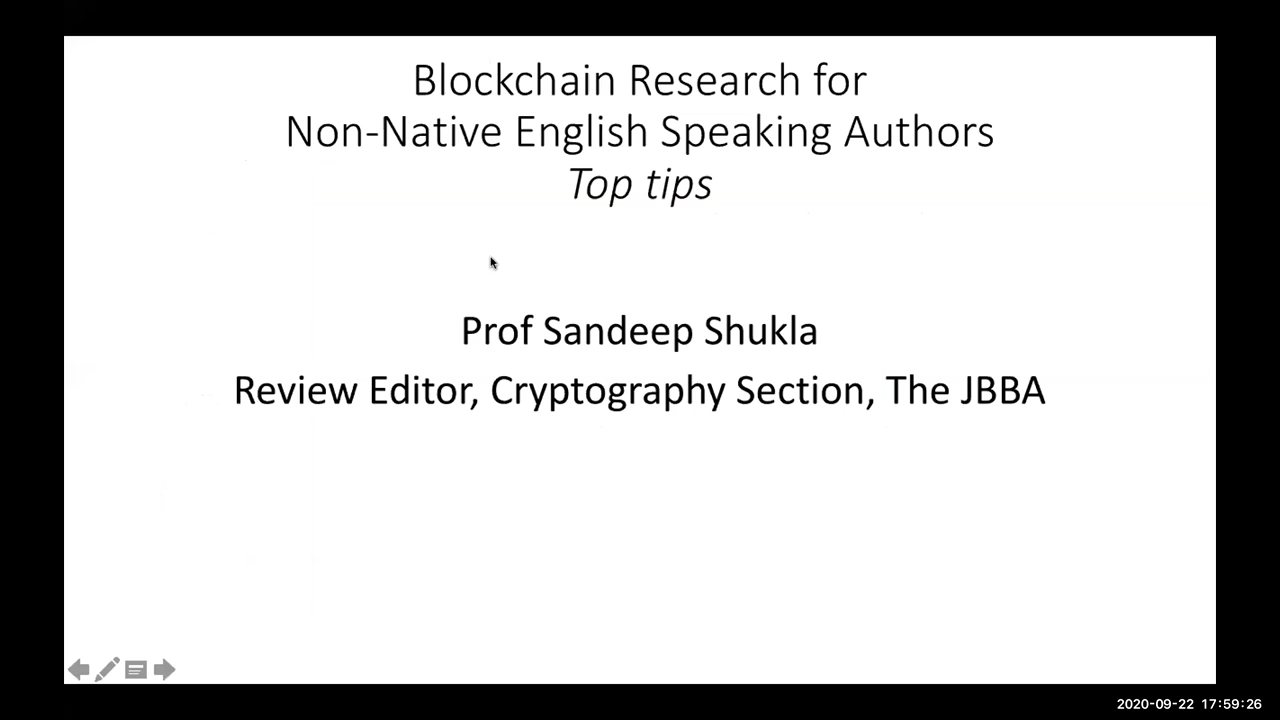 Blockchain Research for
Non-Native English Speaking Authors
Top tips
Prof Sandeep Shukla
Review Editor, Cryptography Section, The JBBA
2020-09-22 17:59:26